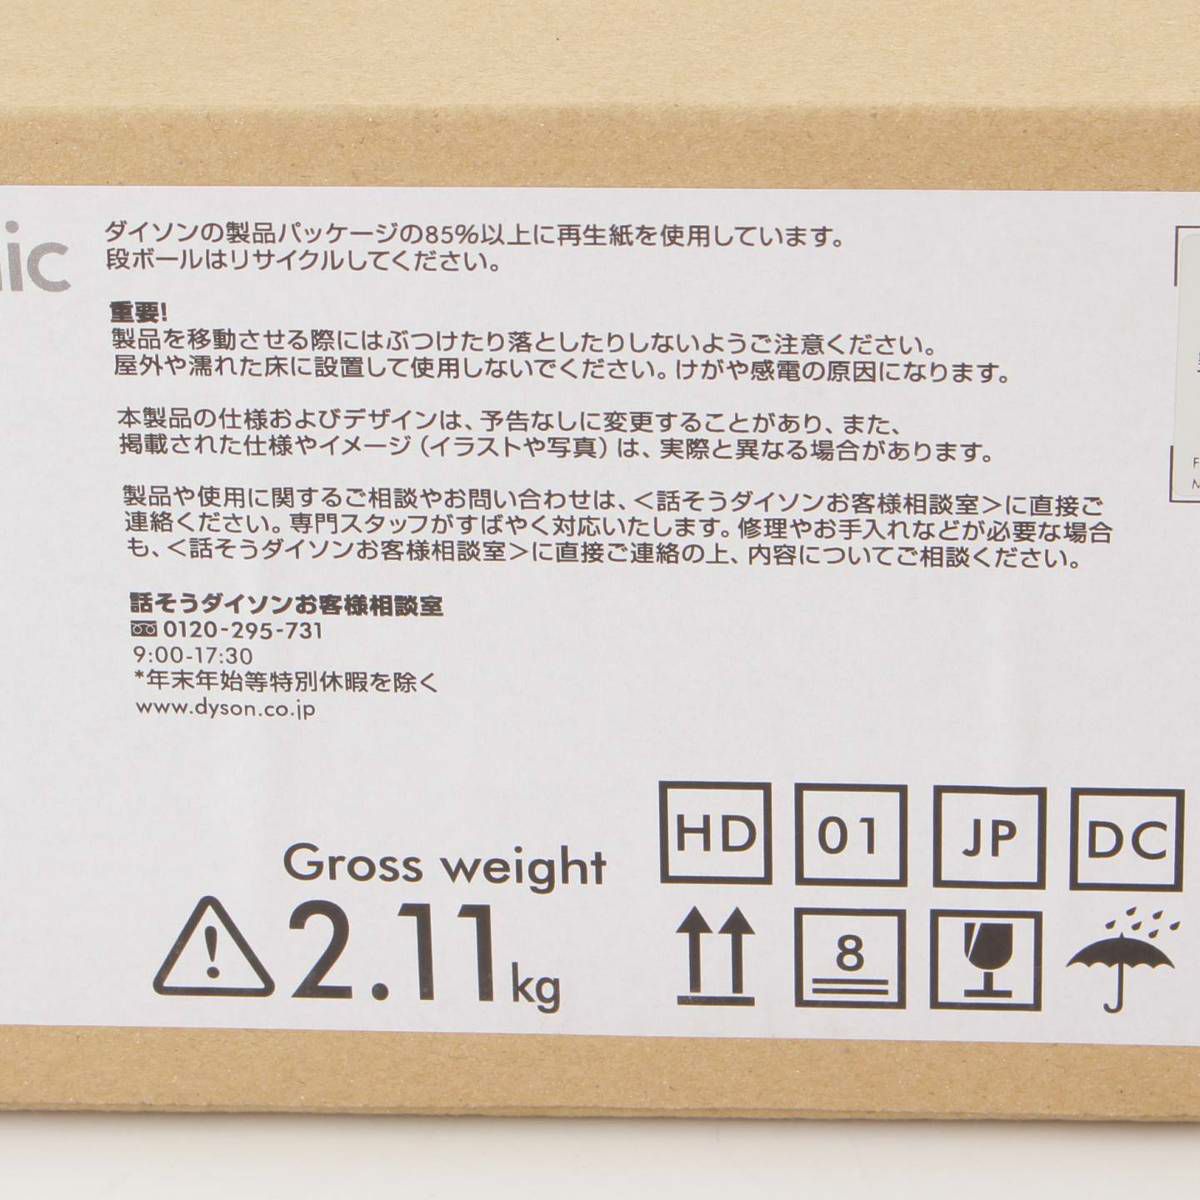 ダイソンの製品パッケージの85%以上に再生紙を使用しています。
段ボールはリサイクルしてください。
重要!
製品を移動させる際にはぶつけたり落としたりしないようご注意ください。
屋外や濡れた床に設置して使用しないでください。けがや感電の原因になります。
本製品の仕様およびデザインは、予告なしに変更することがあり、また、
掲載された仕様やイメージ（イラストや写真）は、実際と異なる場合があります。
製品や使用に関するご相談やお問い合わせは、＜話そうダイソンお客様相談室＞に直接ご
連絡ください。専門スタッフがすばやく対応いたします。修理やお手入れなどが必要な場合
も、＜話そうダイソンお客様相談室＞に直接ご連絡の上、内容についてご相談ください。
話そうダイソンお客様相談室
0120-295-731
9:00-17:30
*年末年始等特別休暇を除く
www.dyson.co.jp
HD 01 JP DC
Gross weight
2.11kg
8